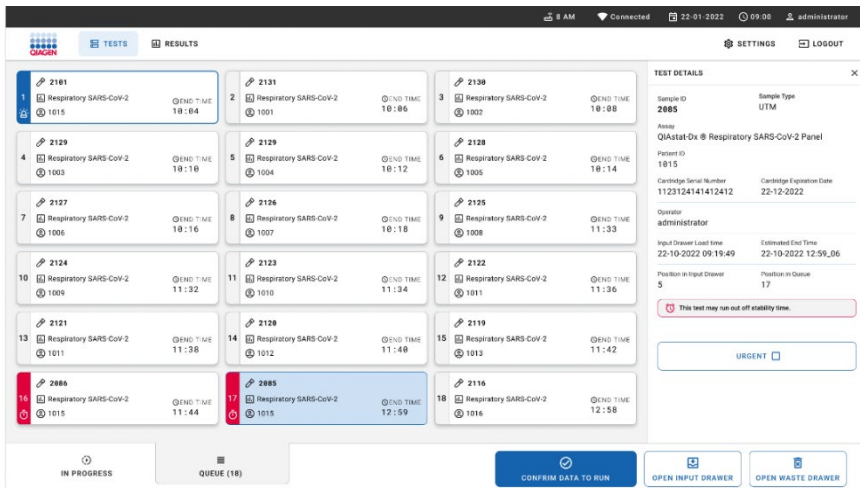 8 AM Connected 22-01-2022 09:00 administrator
QIAGEN TESTS RESULTS SETTINGS LOGOUT
1 2101
Respiratory SARS-CoV-2 END TIME
1015 10:04
2 2131
Respiratory SARS-CoV-2 END TIME
1001 10:06
3 2130
Respiratory SARS-CoV-2 END TIME
1002 10:08
4 2129
Respiratory SARS-CoV-2 END TIME
1003 10:10
5 2129
Respiratory SARS-CoV-2 END TIME
1004 10:12
6 2128
Respiratory SARS-CoV-2 END TIME
1005 10:14
7 2127
Respiratory SARS-CoV-2 END TIME
1006 10:16
8 2126
Respiratory SARS-CoV-2 END TIME
1007 10:18
9 2125
Respiratory SARS-CoV-2 END TIME
1008 11:33
10 2124
Respiratory SARS-CoV-2 END TIME
1009 11:32
11 2123
Respiratory SARS-CoV-2 END TIME
1010 11:34
12 2122
Respiratory SARS-CoV-2 END TIME
1011 11:36
13 2121
Respiratory SARS-CoV-2 END TIME
1011 11:38
14 2120
Respiratory SARS-CoV-2 END TIME
1012 11:40
15 2119
Respiratory SARS-CoV-2 END TIME
1013 11:42
16 2086
Respiratory SARS-CoV-2 END TIME
1015 11:44
17 2085
Respiratory SARS-CoV-2 END TIME
1015 12:59
18 2116
Respiratory SARS-CoV-2 END TIME
1016 12:58
TEST DETAILS
Sample ID Sample Type
2085 UTM
Assay
QIAstat-Dx ® Respiratory SARS-CoV-2 Panel
Patient ID
1015
Cartridge Serial Number Cartridge Expiration Date
1123124141412412 22-12-2022
Operator
administrator
Input Drawer Load time Estimated End Time
22-10-2022 09:19:49 22-10-2022 12:59_06
Position in Input Drawer Position in Queue
5 17
This test may run out off stability time.
URGENT
IN PROGRESS QUEUE (18) CONFRIM DATA TO RUN OPEN INPUT DRAWER OPEN WASTE DRAWER